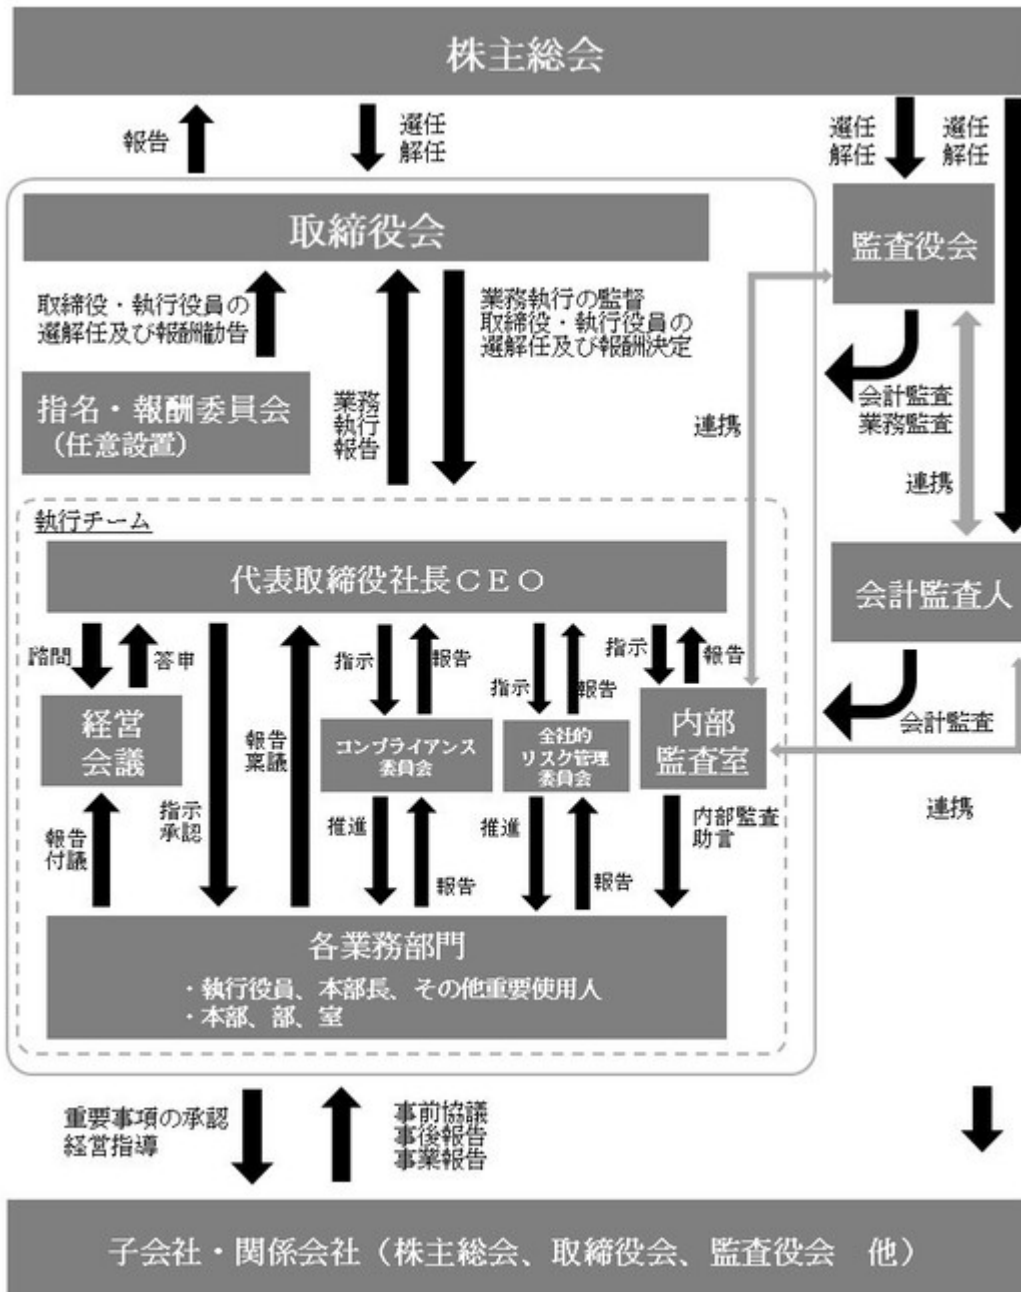 株主総会
報告
選任
解任
選任
解任
選任
解任
取締役会
監査役会
取締役・執行役員の
選解任及び報酬勧告
業務執行の監督
取締役・執行役員の
選解任及び報酬決定
指名・報酬委員会
（任意設置）
業務
執行
報告
連携
会計監査
業務監査
連携
執行チーム
代表取締役社長ＣＥＯ
会計監査人
諮問
答申
指示
報告
指示
報告
指示
報告
経営
会議
報告
稟議
コンプライアンス
委員会
全社的
リスク管理
委員会
内部
監査室
会計監査
連携
報告
付議
指示
承認
推進
報告
推進
報告
内部監査
助言
各業務部門
・執行役員、本部長、その他重要使用人
・本部、部、室
重要事項の承認
経営指導
事前協議
事後報告
事業報告
子会社・関係会社（株主総会、取締役会、監査役会　他）